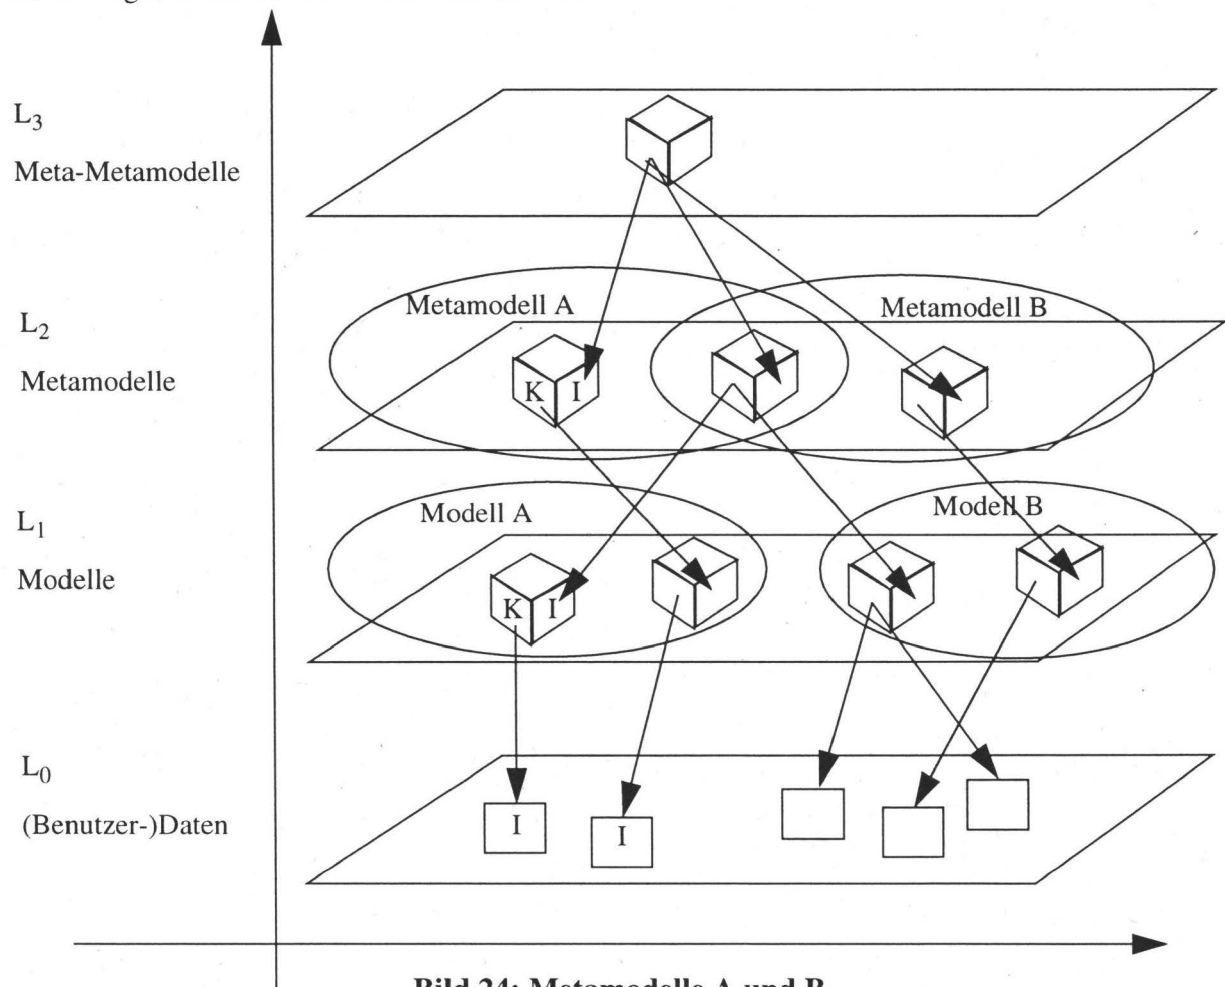 L3
Meta-Metamodelle
Metamodell A
Metamodell B
L2
Metamodelle
K I
L1
Modelle
Modell A
Modell B
K I
L0
(Benutzer-)Daten
I
I
Bild 24: Metamodelle A und B